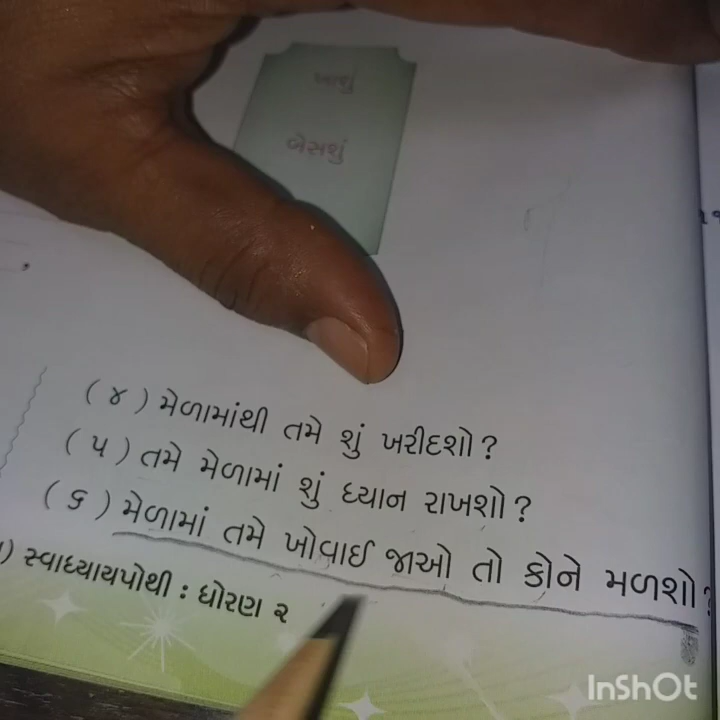 ખાશું
બેસશું
(૪) મેળામાંથી તમે શું ખરીદશો?
(૫) તમે મેળામાં શું ધ્યાન રાખશો?
(૬) મેળામાં તમે ખોવાઈ જાઓ તો કોને મળશો?
) સ્વાધ્યાયપોથી : ધોરણ ૨
InShOt